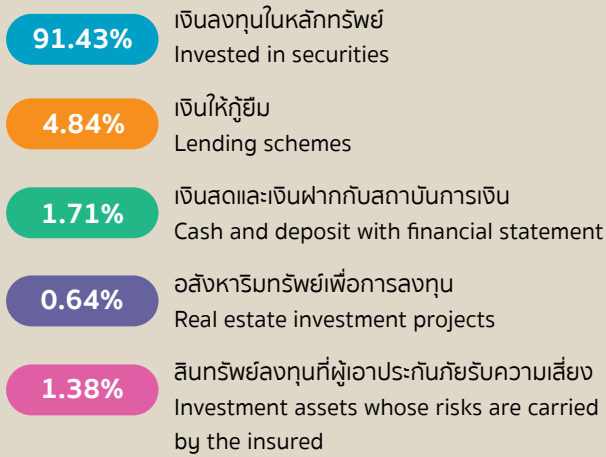 91.43%
เงินลงทุนในหลักทรัพย์
Invested in securities
4.84%
เงินให้กู้ยืม
Lending schemes
1.71%
เงินสดและเงินฝากกับสถาบันการเงิน
Cash and deposit with financial statement
0.64%
อสังหาริมทรัพย์เพื่อการลงทุน
Real estate investment projects
1.38%
สินทรัพย์ลงทุนที่ผู้เอาประกันภัยรับความเสี่ยง
Investment assets whose risks are carried
by the insured